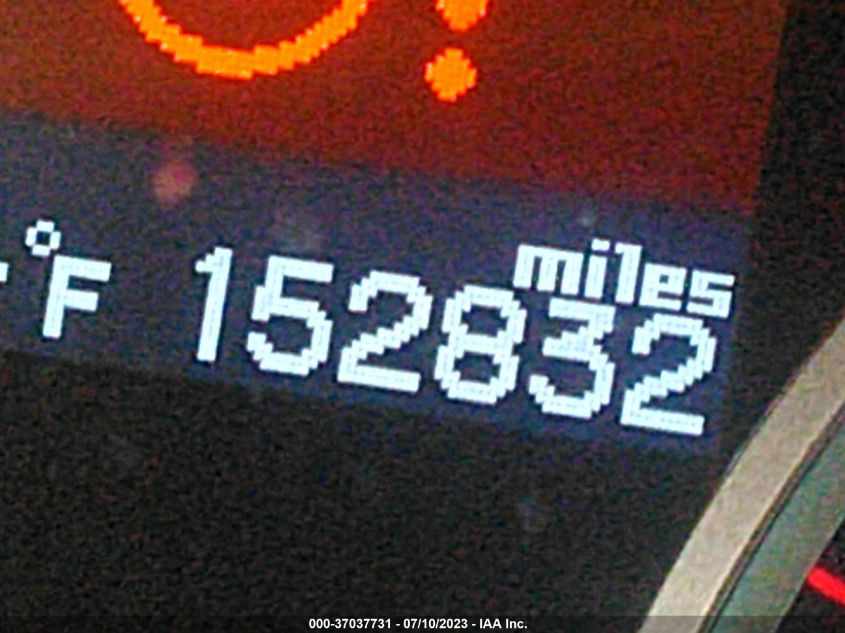 °F 152832 miles
000-37037731 - 07/10/2023 - IAA Inc.